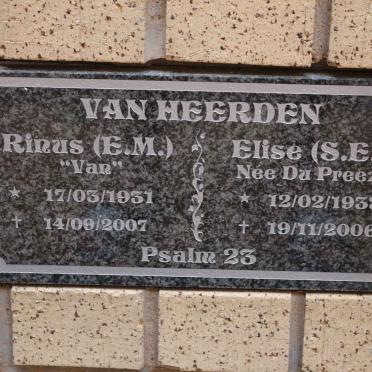 VAN HEERDEN
Rinus (E.M.) Elise (S.E.
"Van" Nee Du Preez
* 17/03/1931 * 12/02/193
✝ 14/09/2007 ✝ 19/11/2006
Psalm 23